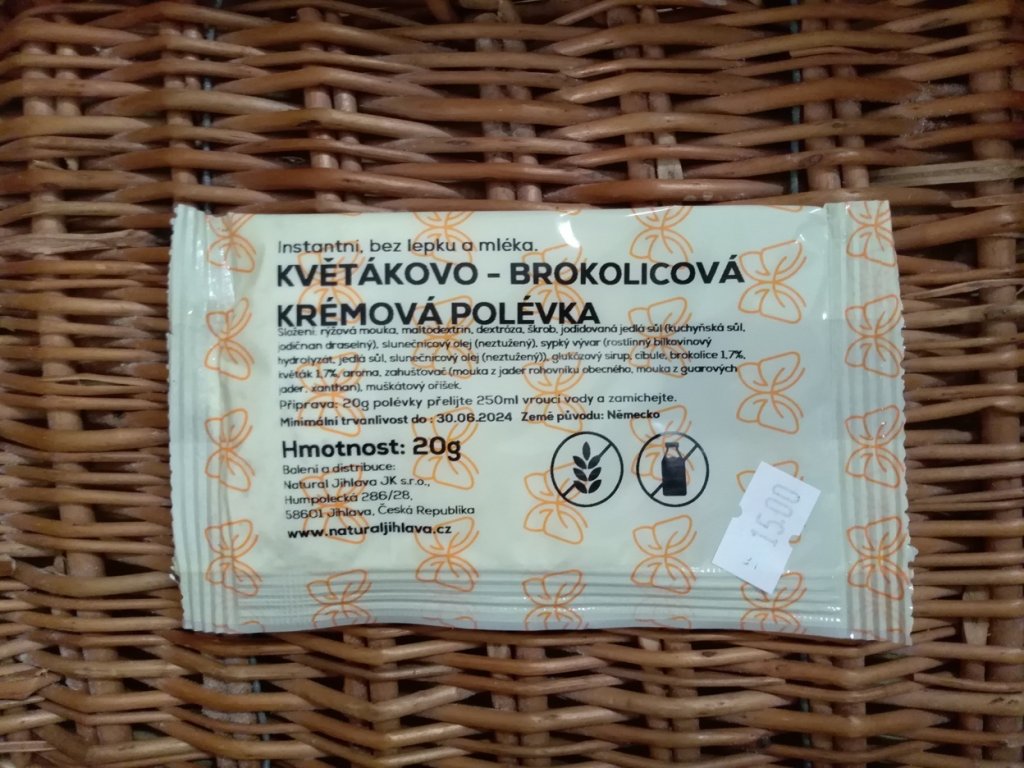 Instantní, bez lepku a mléka.
KVĚTÁKOVO - BROKOLICOVÁ
KRÉMOVÁ POLÉVKA
Složení: rýžová mouka, maltodextrin, dextróza, škrob, jodidovaná jedlá sůl (kuchyňská sůl,
jodičnan draselný), slunečnicový olej (neztužený), sypký vývar (rostlinný bílkovinový
hydrolyzát, jedlá sůl, slunečnicový olej (neztužený)), glukózový sirup, cibule, brokolice 1,7%,
květák 1,7%, aroma, zahušťovač (mouka z jader rohovníku obecného, mouka z guarových
jader, xanthan), muškátový oříšek.
Příprava: 20g polévky přelijte 250ml vroucí vody a zamíchejte.
Minimální trvanlivost do : 30.06.2024 Země původu: Německo
Hmotnost: 20g
Balení a distribuce:
Natural Jihlava JK s.r.o.,
Humpolecká 286/28,
58601 Jihlava, Česká Republika
www.naturaljihlava.cz
15.00